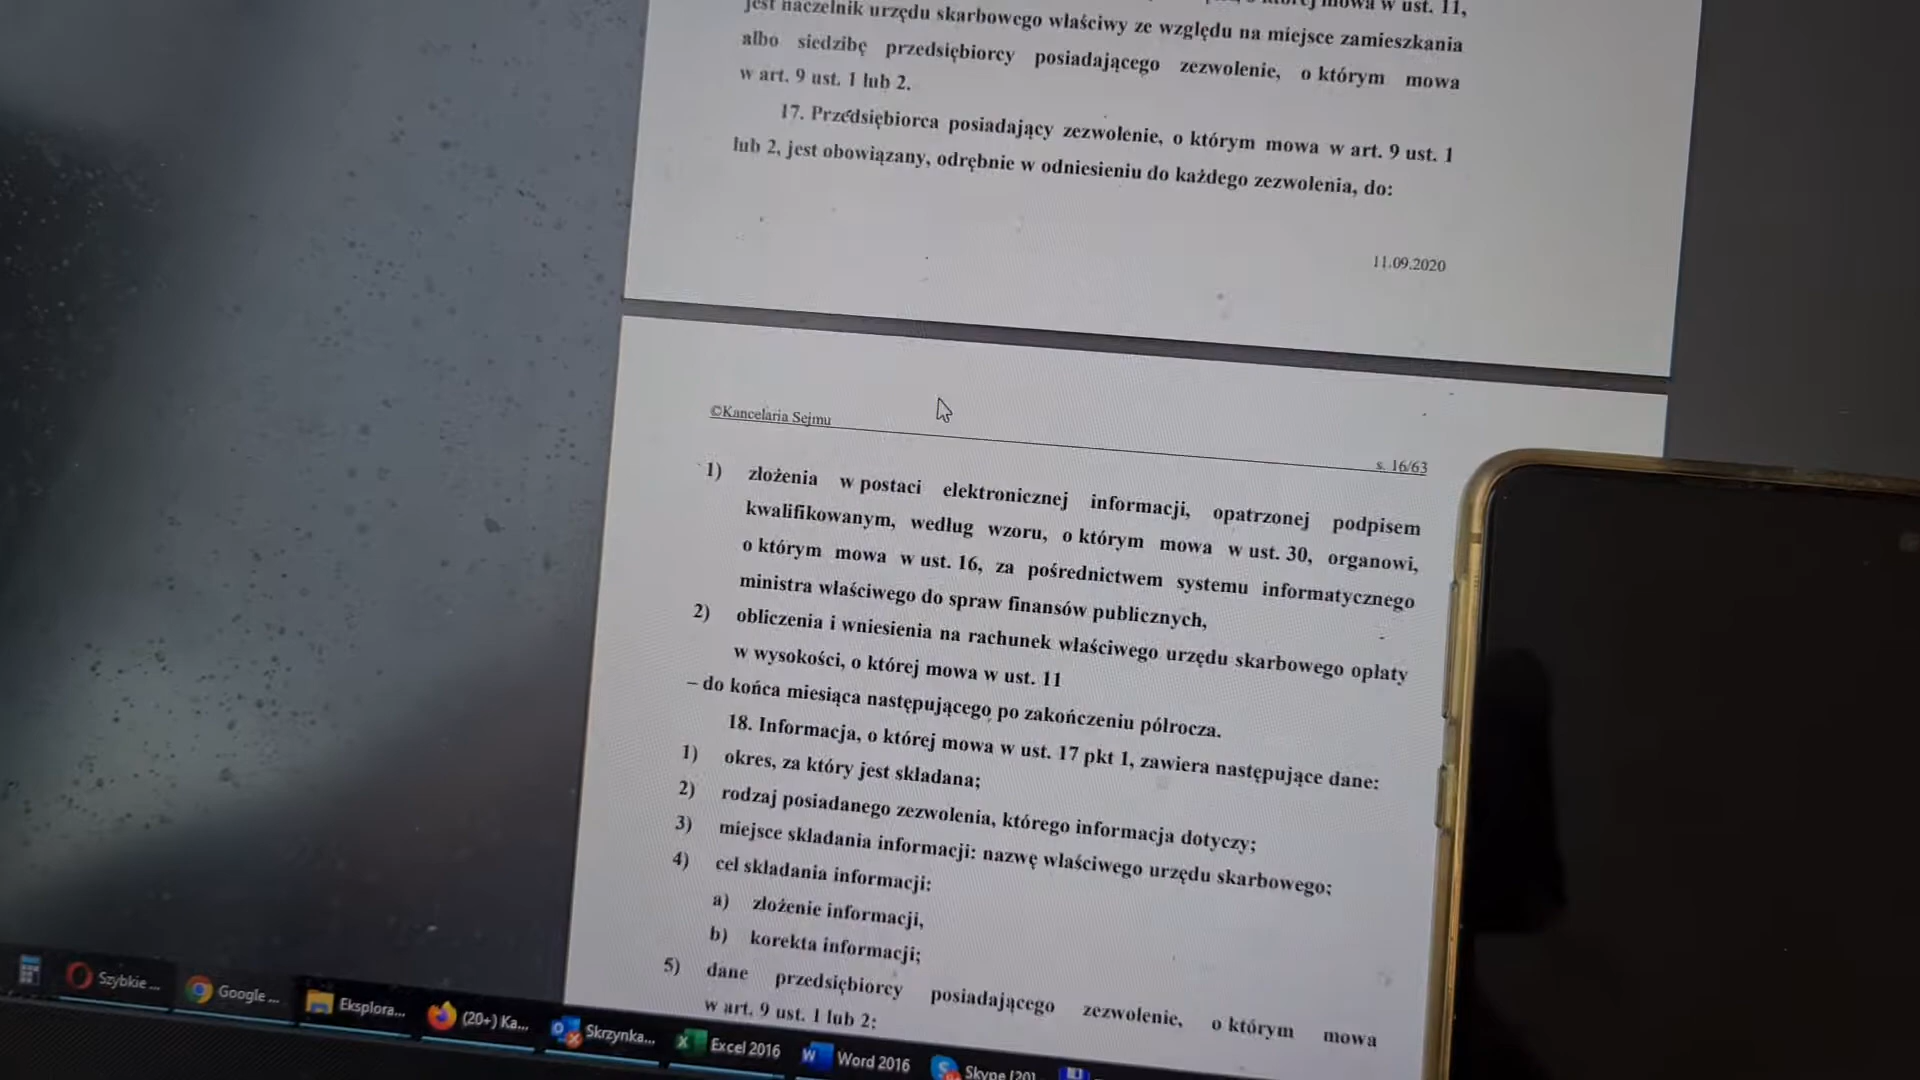 mowa w ust. 11,
jest naczelnik urzędu skarbowego właściwy ze względu na miejsce zamieszkania
albo siedzibę przedsiębiorcy posiadającego zezwolenie, o którym mowa
w art. 9 ust. 1 lub 2.
17. Przedsiębiorca posiadający zezwolenie, o którym mowa w art. 9 ust. 1
lub 2, jest obowiązany, odrębnie w odniesieniu do każdego zezwolenia, do:
11.09.2020
©Kancelaria Sejmu
s. 16/63
1) złożenia w postaci elektronicznej informacji, opatrzonej podpisem
kwalifikowanym, według wzoru, o którym mowa w ust. 30, organowi,
o którym mowa w ust. 16, za pośrednictwem systemu informatycznego
ministra właściwego do spraw finansów publicznych,
2) obliczenia i wniesienia na rachunek właściwego urzędu skarbowego opłaty
w wysokości, o której mowa w ust. 11
– do końca miesiąca następującego po zakończeniu półrocza.
18. Informacja, o której mowa w ust. 17 pkt 1, zawiera następujące dane:
1) okres, za który jest składana;
2) rodzaj posiadanego zezwolenia, którego informacja dotyczy;
3) miejsce składania informacji: nazwę właściwego urzędu skarbowego;
4) cel składania informacji:
a) złożenie informacji,
b) korekta informacji;
5) dane przedsiębiorcy posiadającego zezwolenie, o którym mowa
w art. 9 ust. 1 lub 2:
Szybkie ...
Google ...
Eksplora...
(20+) Ka...
Skrzynka...
Excel 2016
Word 2016
Skype [20]